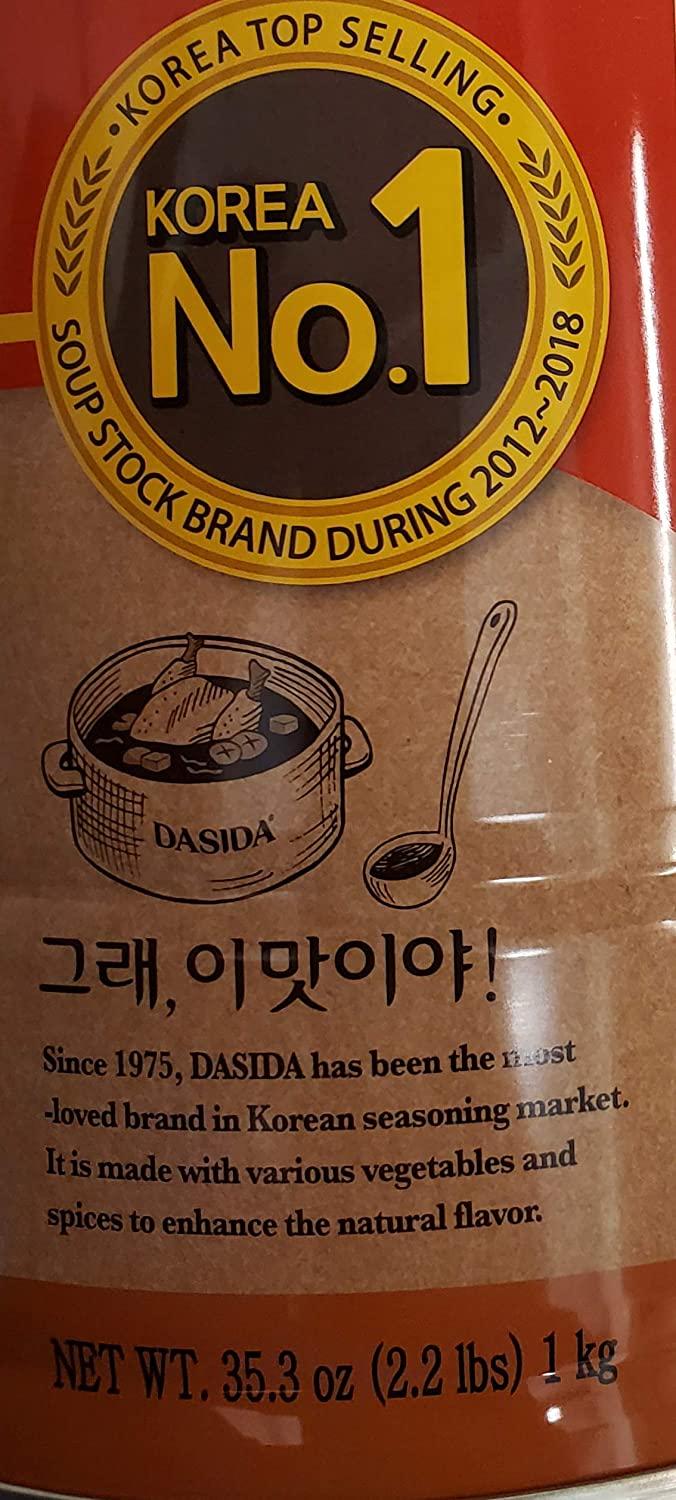 ·KOREA TOP SELLING·
KOREA
No.1
SOUP STOCK BRAND DURING 2012~2018
DASIDA®
그래, 이 맛이야!
Since 1975, DASIDA has been the most
-loved brand in Korean seasoning market.
It is made with various vegetables and
spices to enhance the natural flavor.
NET WT. 35.3 oz (2.2 lbs) 1 kg